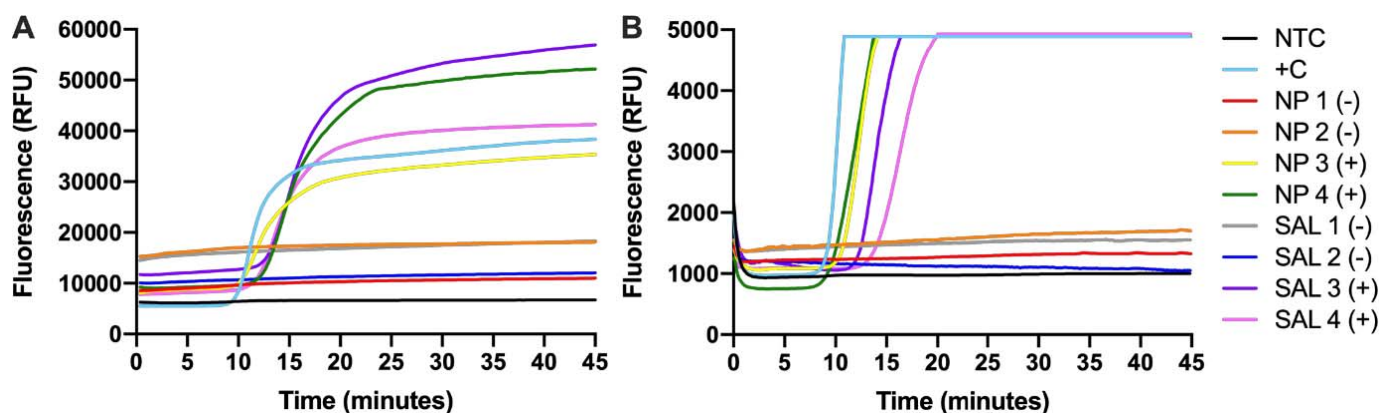 A
Fluorescence (RFU)
60000
50000
40000
30000
20000
10000
0
0 5 10 15 20 25 30 35 40 45
Time (minutes)
B
Fluorescence (RFU)
5000
4000
3000
2000
1000
0
0 5 10 15 20 25 30 35 40 45
Time (minutes)
NTC
+C
NP 1 (-)
NP 2 (-)
NP 3 (+)
NP 4 (+)
SAL 1 (-)
SAL 2 (-)
SAL 3 (+)
SAL 4 (+)